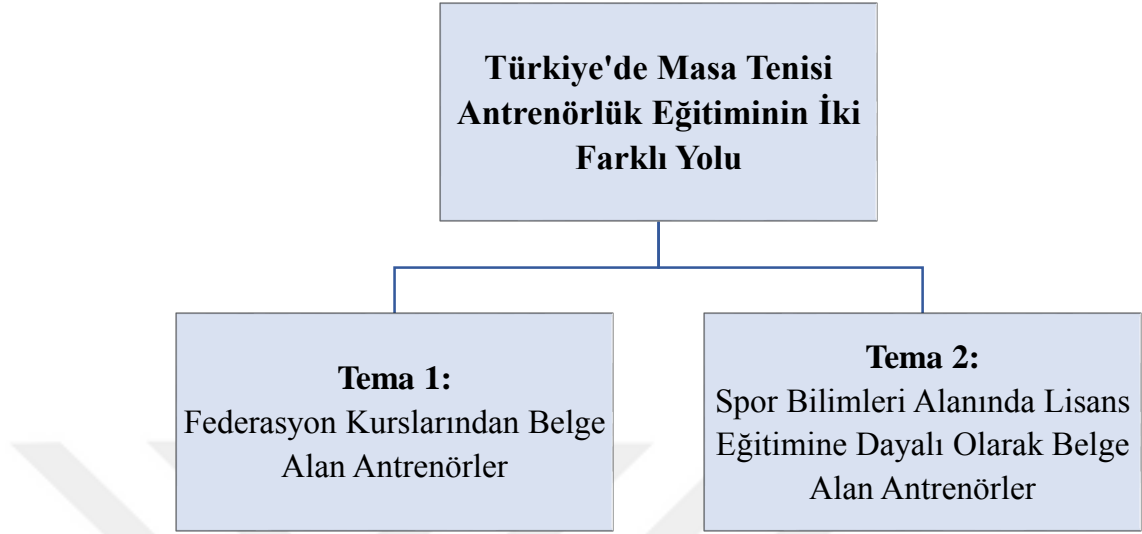 Türkiye'de Masa Tenisi
Antrenörlük Eğitiminin İki
Farklı Yolu
Tema 1:
Federasyon Kurslarından Belge
Alan Antrenörler
Tema 2:
Spor Bilimleri Alanında Lisans
Eğitimine Dayalı Olarak Belge
Alan Antrenörler